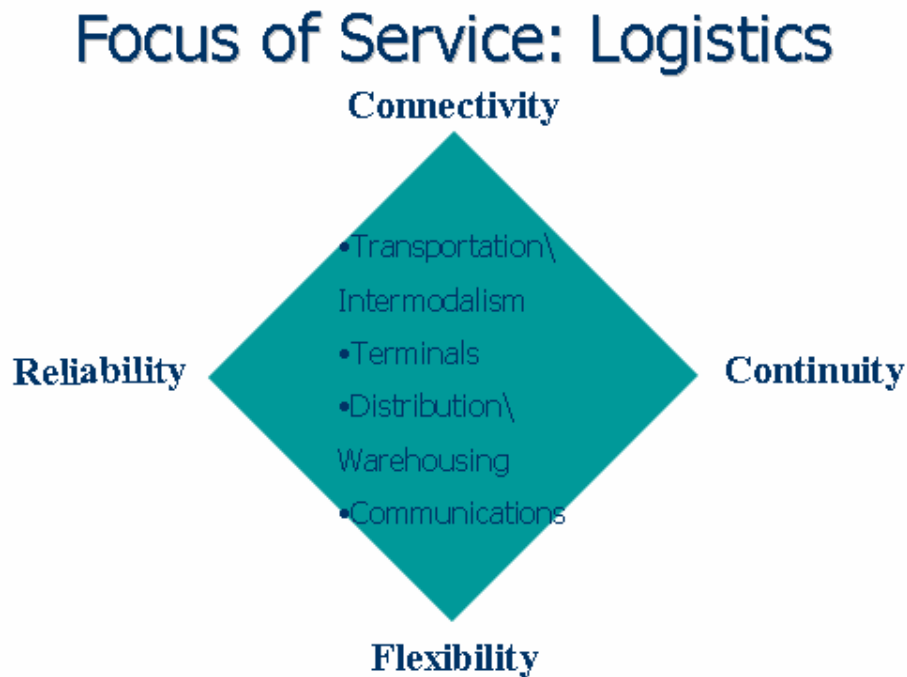 Focus of Service: Logistics
Connectivity
•Transportation\
Intermodalism
•Terminals
Reliability
Continuity
•Distribution\
Warehousing
•Communications
Flexibility